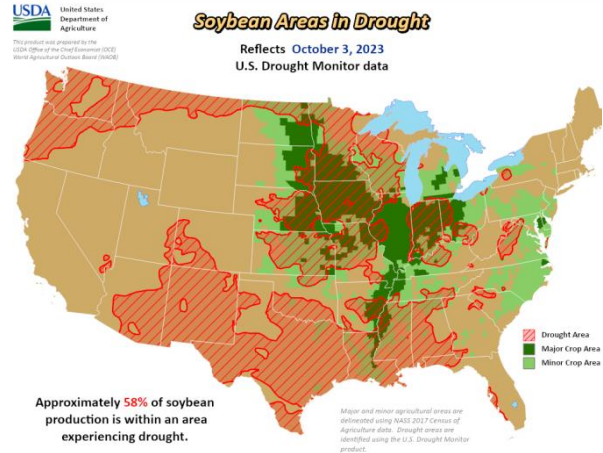 USDA
United States
Department of
Agriculture
This product was prepared by the
USDA Office of the Chief Economist (OCE)
World Agricultural Outlook Board (WAOB)
Soybean Areas in Drought
Reflects October 3, 2023
U.S. Drought Monitor data
Drought Area
Major Crop Area
Minor Crop Area
Approximately 58% of soybean
production is within an area
experiencing drought.
Major and minor agricultural areas are
delineated using NASS 2017 Census of
Agriculture data. Drought areas are
identified using the U.S. Drought Monitor
product.